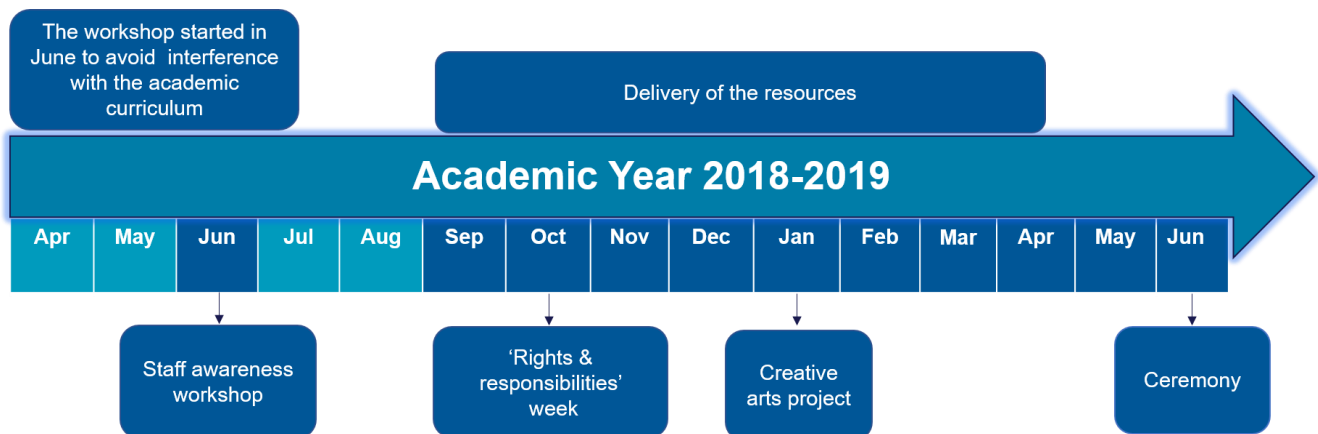 The workshop started in
June to avoid interference
with the academic
curriculum
Delivery of the resources
Academic Year 2018-2019
Apr May Jun Jul Aug Sep Oct Nov Dec Jan Feb Mar Apr May Jun
Staff awareness
workshop
‘Rights &
responsibilities’
week
Creative
arts project
Ceremony